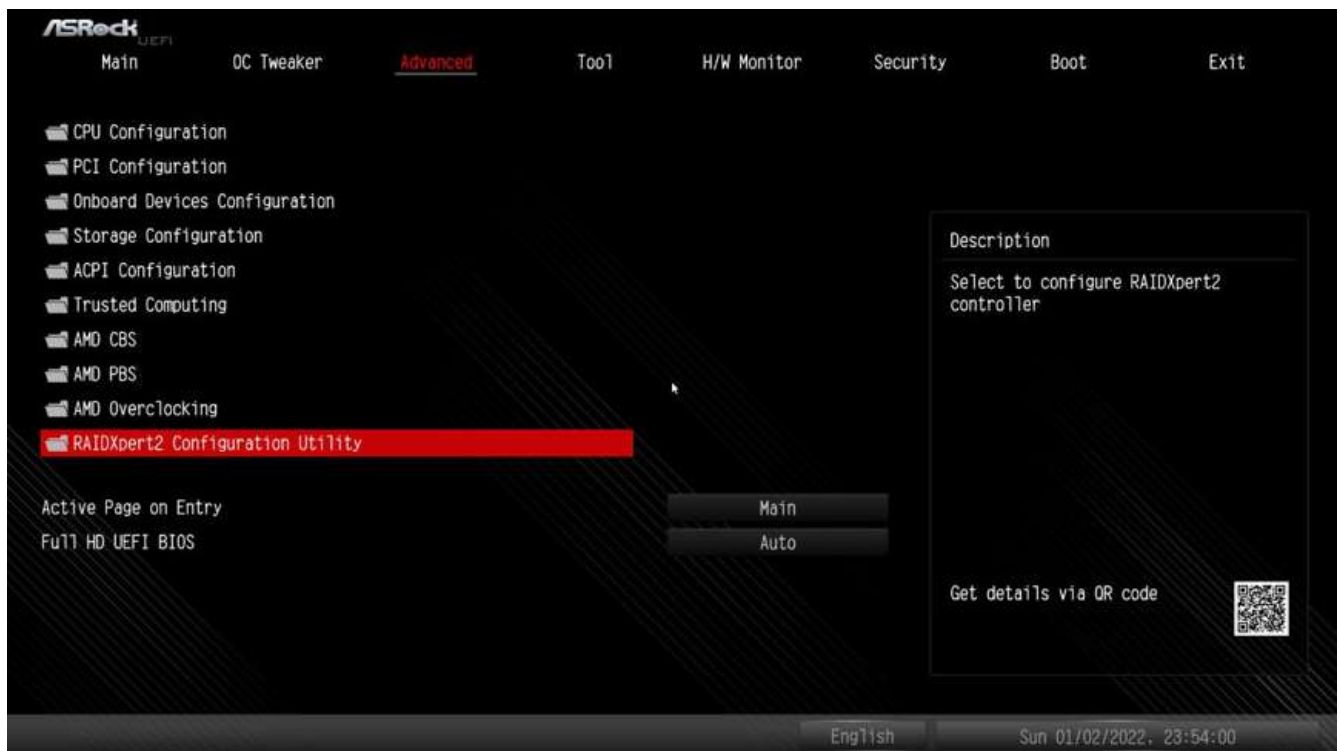 ASRock
UEFI
Main OC Tweaker Advanced Tool H/W Monitor Security Boot Exit
CPU Configuration
PCI Configuration
Onboard Devices Configuration
Storage Configuration
ACPI Configuration
Trusted Computing
AMD CBS
AMD PBS
AMD Overclocking
RAIDXpert2 Configuration Utility
Active Page on Entry Main
Full HD UEFI BIOS Auto
Description
Select to configure RAIDXpert2
controller
Get details via QR code
English Sun 01/02/2022, 23:54:00